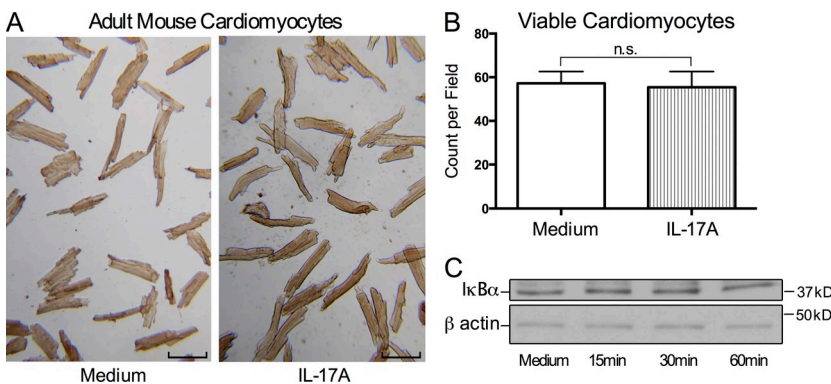 A
Adult Mouse Cardiomyocytes
Medium
IL-17A
B
Viable Cardiomyocytes
Count per Field
80
60
40
20
0
n.s.
Medium
IL-17A
C
IκBα
37kD
50kD
β actin
Medium 15min 30min 60min